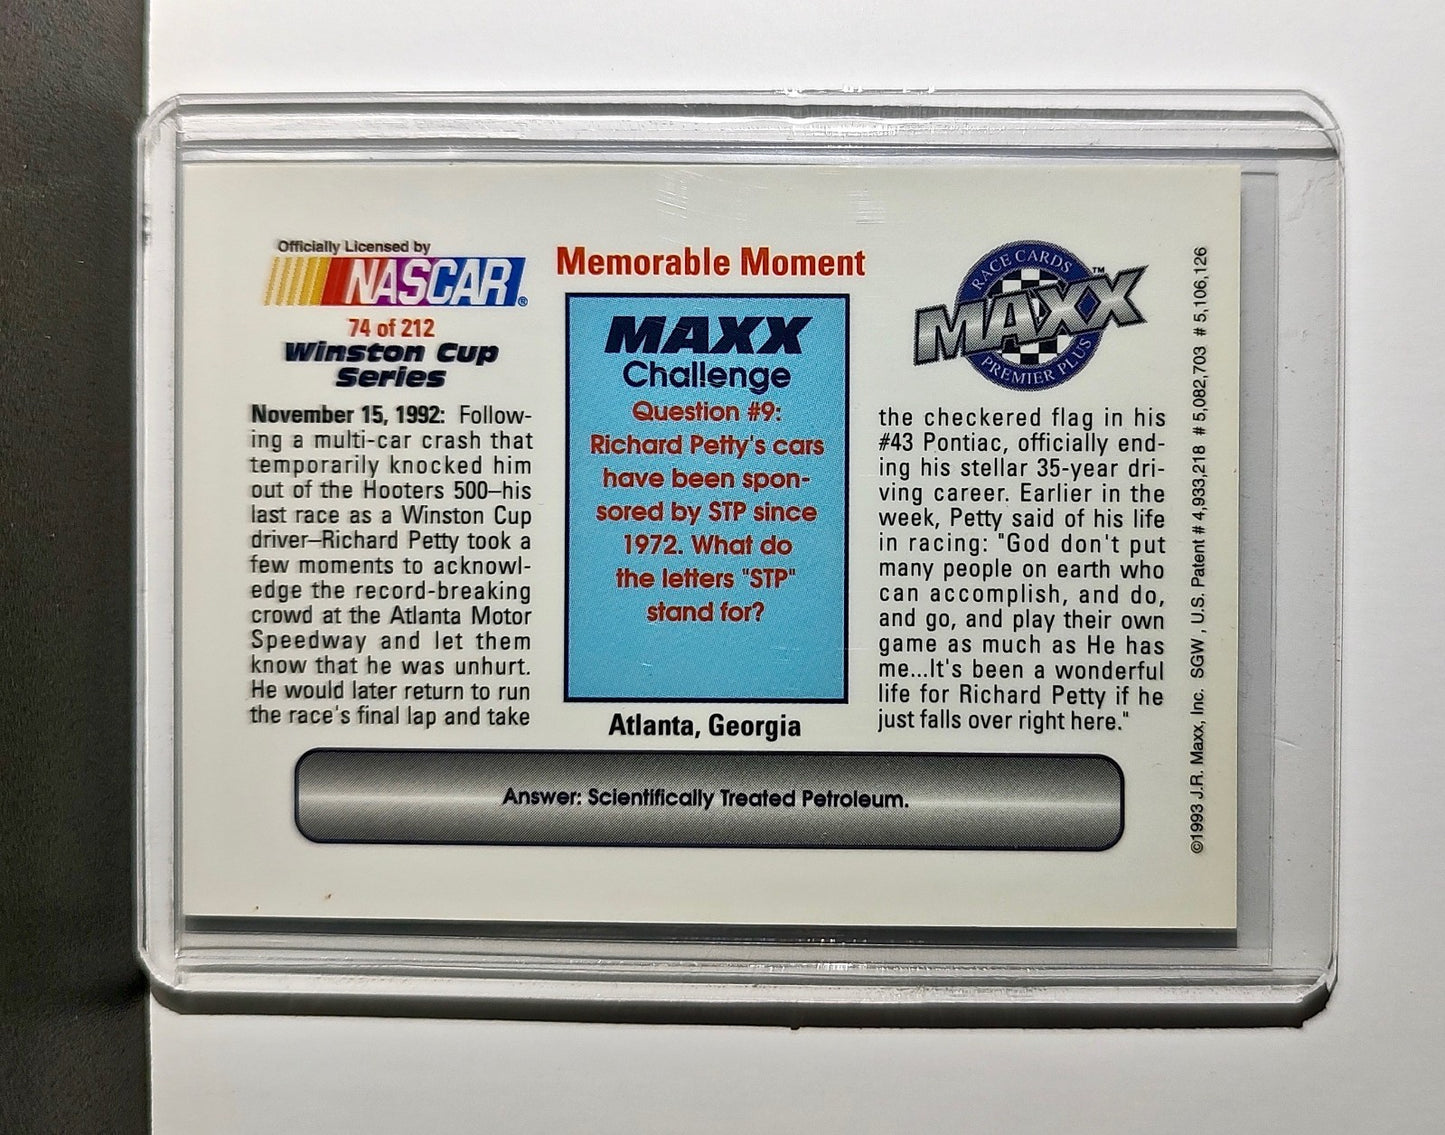 Officially Licensed by
NASCAR®
74 of 212
Winston Cup
Series
November 15, 1992: Follow-
ing a multi-car crash that
temporarily knocked him
out of the Hooters 500–his
last race as a Winston Cup
driver–Richard Petty took a
few moments to acknowl-
edge the record-breaking
crowd at the Atlanta Motor
Speedway and let them
know that he was unhurt.
He would later return to run
the race's final lap and take
Memorable Moment
MAXX
Challenge
Question #9:
Richard Petty's cars
have been spon-
sored by STP since
1972. What do
the letters "STP"
stand for?
Atlanta, Georgia
RACE CARDS
MAXX™
PREMIER PLUS
the checkered flag in his
#43 Pontiac, officially end-
ing his stellar 35-year dri-
ving career. Earlier in the
week, Petty said of his life
in racing: "God don't put
many people on earth who
can accomplish, and do,
and go, and play their own
game as much as He has
me...It's been a wonderful
life for Richard Petty if he
just falls over right here."
Answer: Scientifically Treated Petroleum.
©1993 J.R. Maxx, Inc. SGW, U.S. Patent # 4,933,218 # 5,082,703 # 5,106,126